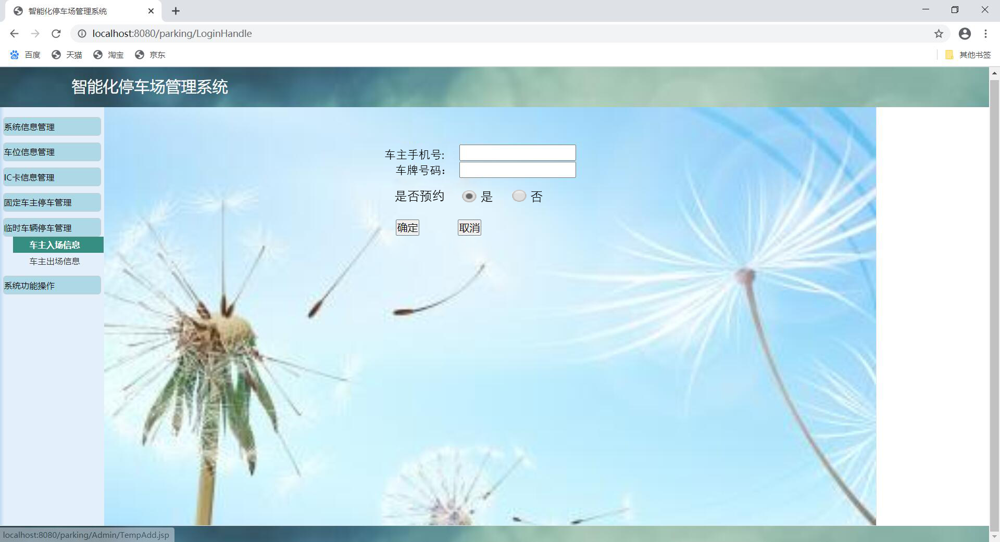 智能化停车场管理系统
localhost:8080/parking/LoginHandle
百度 天猫 淘宝 京东 其他书签
智能化停车场管理系统
系统信息管理
车位信息管理
IC卡信息管理
固定车主停车管理
临时车辆停车管理
车主入场信息
车主出场信息
系统功能操作
车主手机号:
车牌号码：
是否预约 是 否
确定 取消
localhost:8080/parking/Admin/TempAdd.jsp